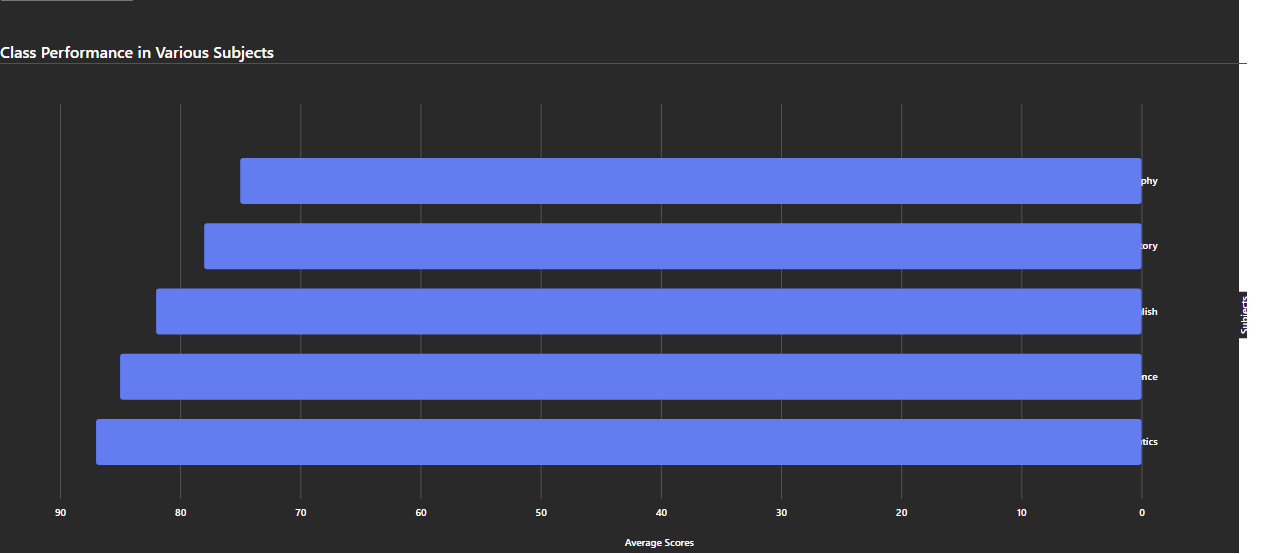 Class Performance in Various Subjects
phy
tory
lish
nce
tics
Subjects
90 80 70 60 50 40 30 20 10 0
Average Scores